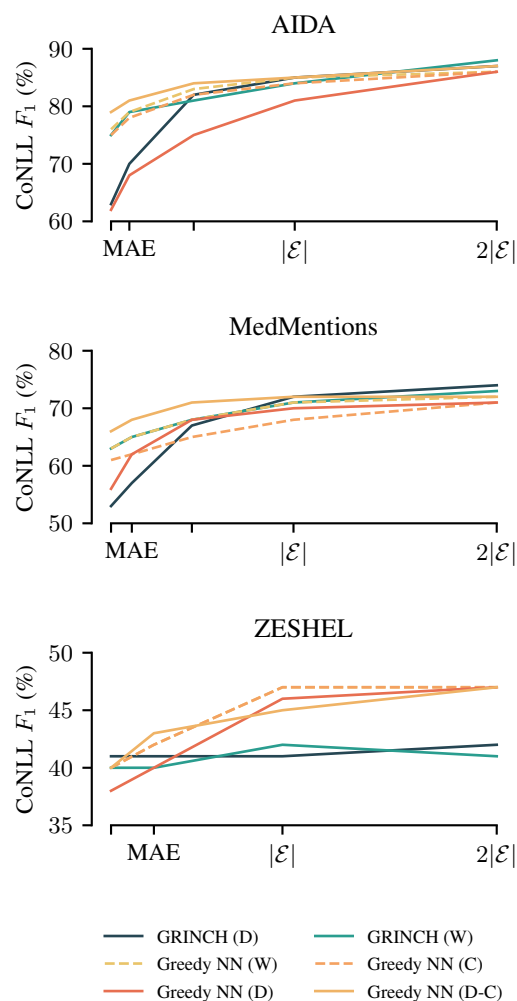 AIDA
CoNLL F₁ (%)
90
80
70
60
MAE |ℰ| 2|ℰ|
MedMentions
CoNLL F₁ (%)
80
70
60
50
MAE |ℰ| 2|ℰ|
ZESHEL
CoNLL F₁ (%)
50
45
40
35
MAE |ℰ| 2|ℰ|
GRINCH (D) GRINCH (W)
Greedy NN (W) Greedy NN (C)
Greedy NN (D) Greedy NN (D-C)